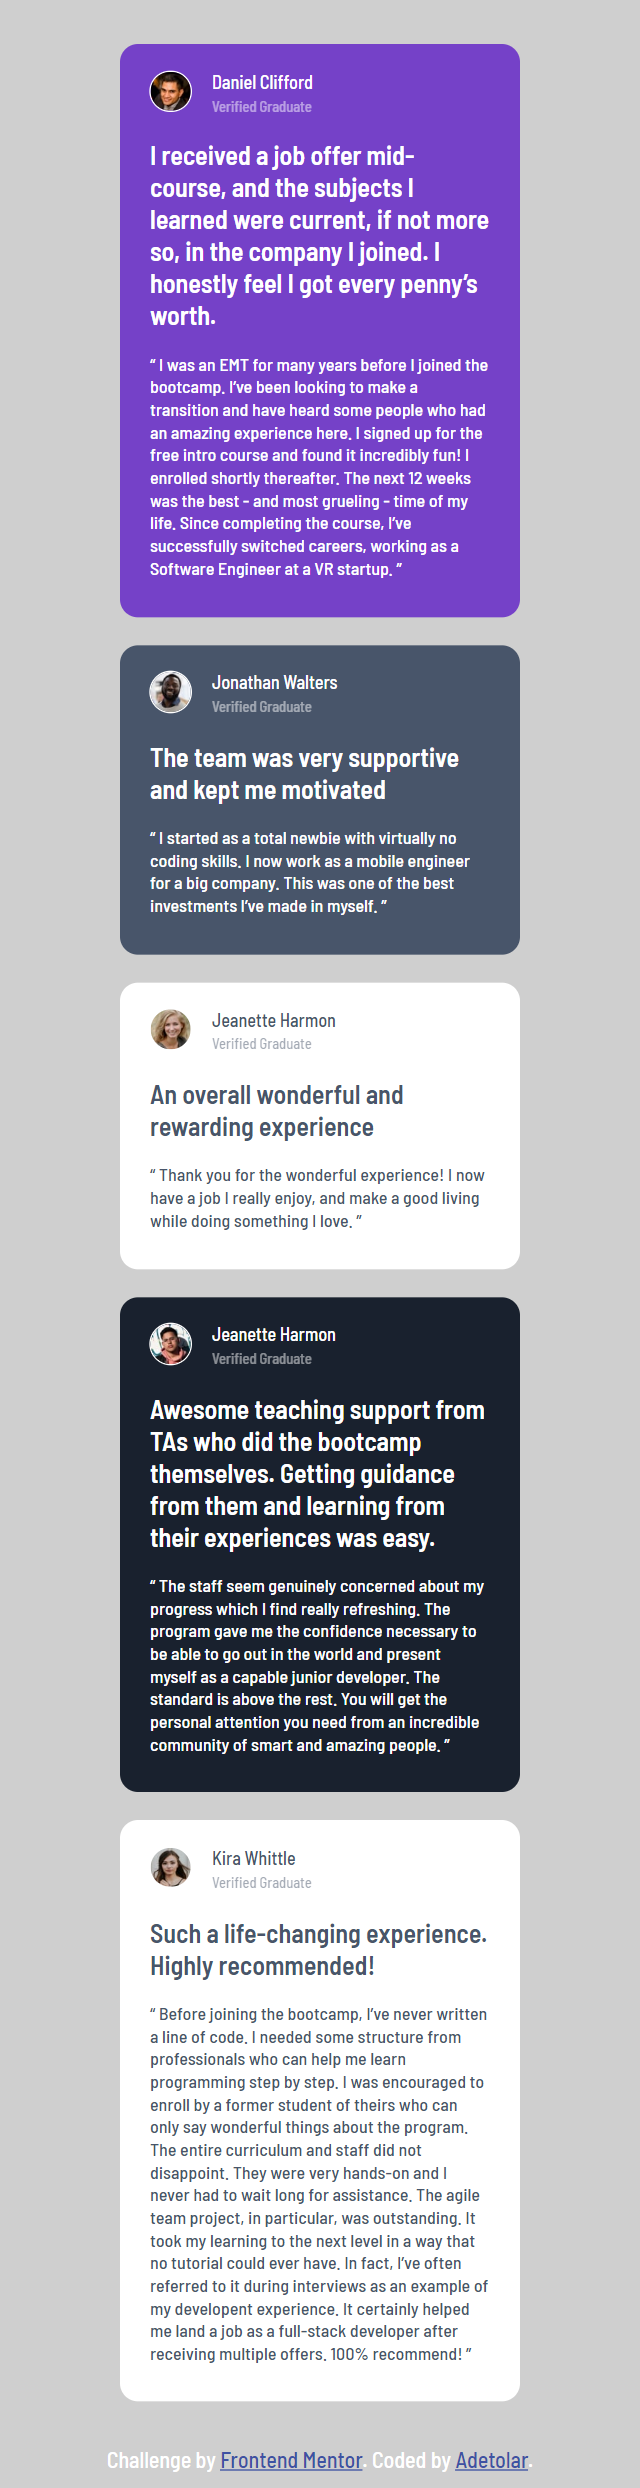 Daniel Clifford
Verified Graduate
I received a job offer mid-
course, and the subjects I
learned were current, if not more
so, in the company I joined. I
honestly feel I got every penny’s
worth.
“ I was an EMT for many years before I joined the
bootcamp. I’ve been looking to make a
transition and have heard some people who had
an amazing experience here. I signed up for the
free intro course and found it incredibly fun! I
enrolled shortly thereafter. The next 12 weeks
was the best - and most grueling - time of my
life. Since completing the course, I’ve
successfully switched careers, working as a
Software Engineer at a VR startup. ”
Jonathan Walters
Verified Graduate
The team was very supportive
and kept me motivated
“ I started as a total newbie with virtually no
coding skills. I now work as a mobile engineer
for a big company. This was one of the best
investments I’ve made in myself. ”
Jeanette Harmon
Verified Graduate
An overall wonderful and
rewarding experience
“ Thank you for the wonderful experience! I now
have a job I really enjoy, and make a good living
while doing something I love. ”
Jeanette Harmon
Verified Graduate
Awesome teaching support from
TAs who did the bootcamp
themselves. Getting guidance
from them and learning from
their experiences was easy.
“ The staff seem genuinely concerned about my
progress which I find really refreshing. The
program gave me the confidence necessary to
be able to go out in the world and present
myself as a capable junior developer. The
standard is above the rest. You will get the
personal attention you need from an incredible
community of smart and amazing people. ”
Kira Whittle
Verified Graduate
Such a life-changing experience.
Highly recommended!
“ Before joining the bootcamp, I’ve never written
a line of code. I needed some structure from
professionals who can help me learn
programming step by step. I was encouraged to
enroll by a former student of theirs who can
only say wonderful things about the program.
The entire curriculum and staff did not
disappoint. They were very hands-on and I
never had to wait long for assistance. The agile
team project, in particular, was outstanding. It
took my learning to the next level in a way that
no tutorial could ever have. In fact, I’ve often
referred to it during interviews as an example of
my developent experience. It certainly helped
me land a job as a full-stack developer after
receiving multiple offers. 100% recommend! ”
Challenge by Frontend Mentor. Coded by Adetolar.